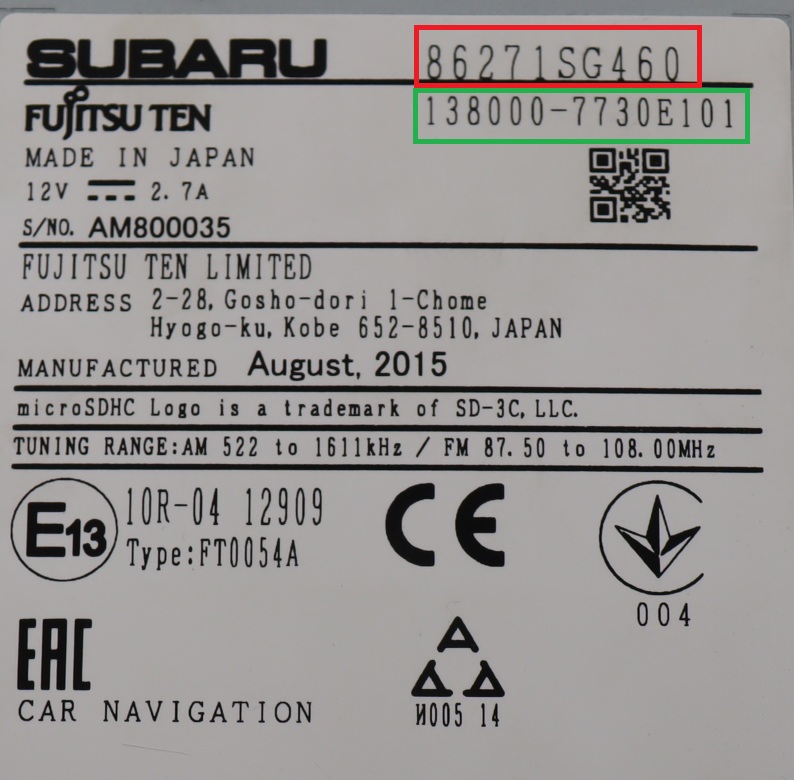 SUBARU 86271SG460
FUJITSU TEN 138000-7730E101
MADE IN JAPAN
12V 2.7A
S/NO. AM800035
FUJITSU TEN LIMITED
ADDRESS 2-28, Gosho-dori 1-Chome
Hyogo-ku, Kobe 652-8510, JAPAN
MANUFACTURED August, 2015
microSDHC Logo is a trademark of SD-3C, LLC.
TUNING RANGE:AM 522 to 1611kHz / FM 87.50 to 108.00MHz
E13 10R-04 12909
Type:FT0054A
CE
004
EAC
CAR NAVIGATION
И005 14